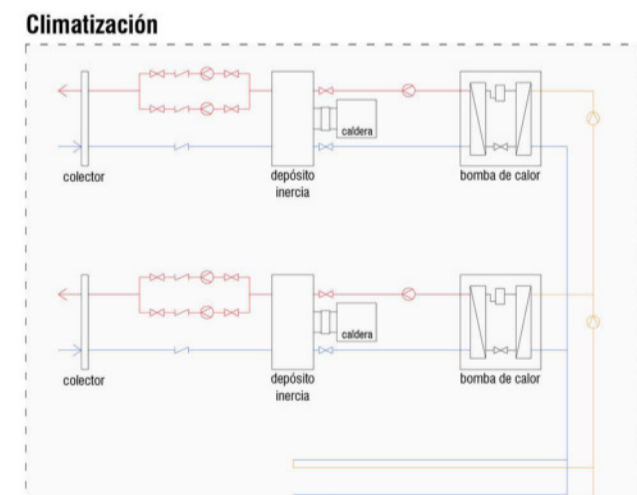 Climatización
caldera
colector
depósito
inercia
bomba de calor
caldera
colector
depósito
inercia
bomba de calor